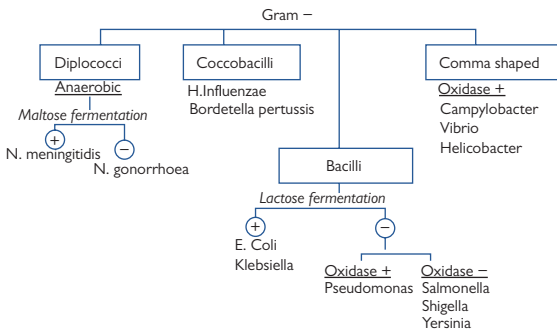 Gram −
Diplococci
Anaerobic
Maltose fermentation
+
−
N. meningitidis
N. gonorrhoea
Coccobacilli
H.Influenzae
Bordetella pertussis
Bacilli
Lactose fermentation
+
−
E. Coli
Klebsiella
Oxidase +
Pseudomonas
Oxidase −
Salmonella
Shigella
Yersinia
Comma shaped
Oxidase +
Campylobacter
Vibrio
Helicobacter